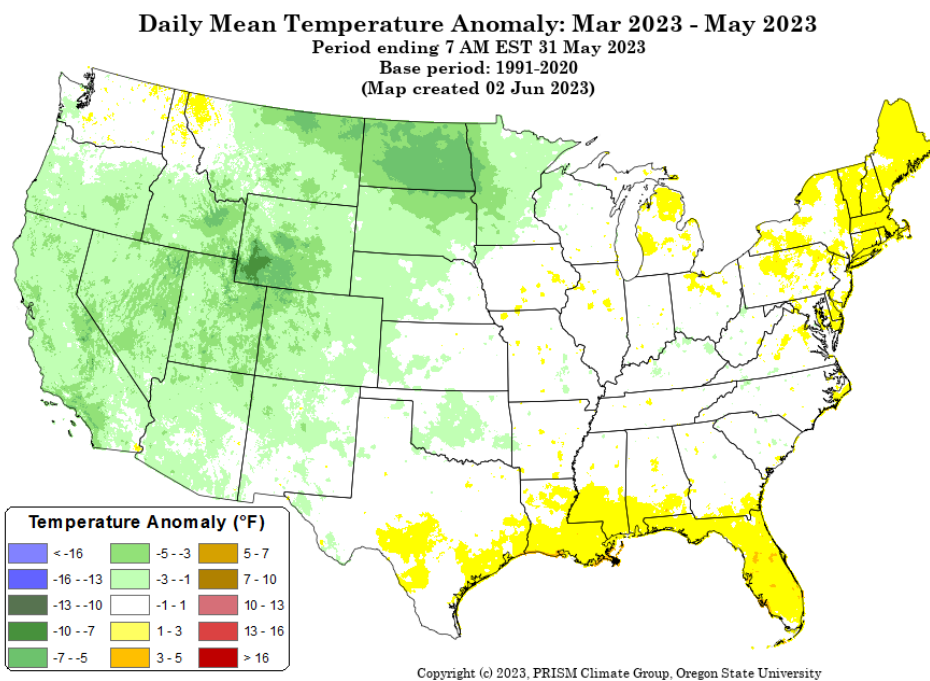 Daily Mean Temperature Anomaly: Mar 2023 - May 2023
Period ending 7 AM EST 31 May 2023
Base period: 1991-2020
(Map created 02 Jun 2023)
Temperature Anomaly (°F)
< -16
-5 - -3
5 - 7
-16 - -13
-3 - -1
7 - 10
-13 - -10
-1 - 1
10 - 13
-10 - -7
1 - 3
13 - 16
-7 - -5
3 - 5
> 16
Copyright (c) 2023, PRISM Climate Group, Oregon State University